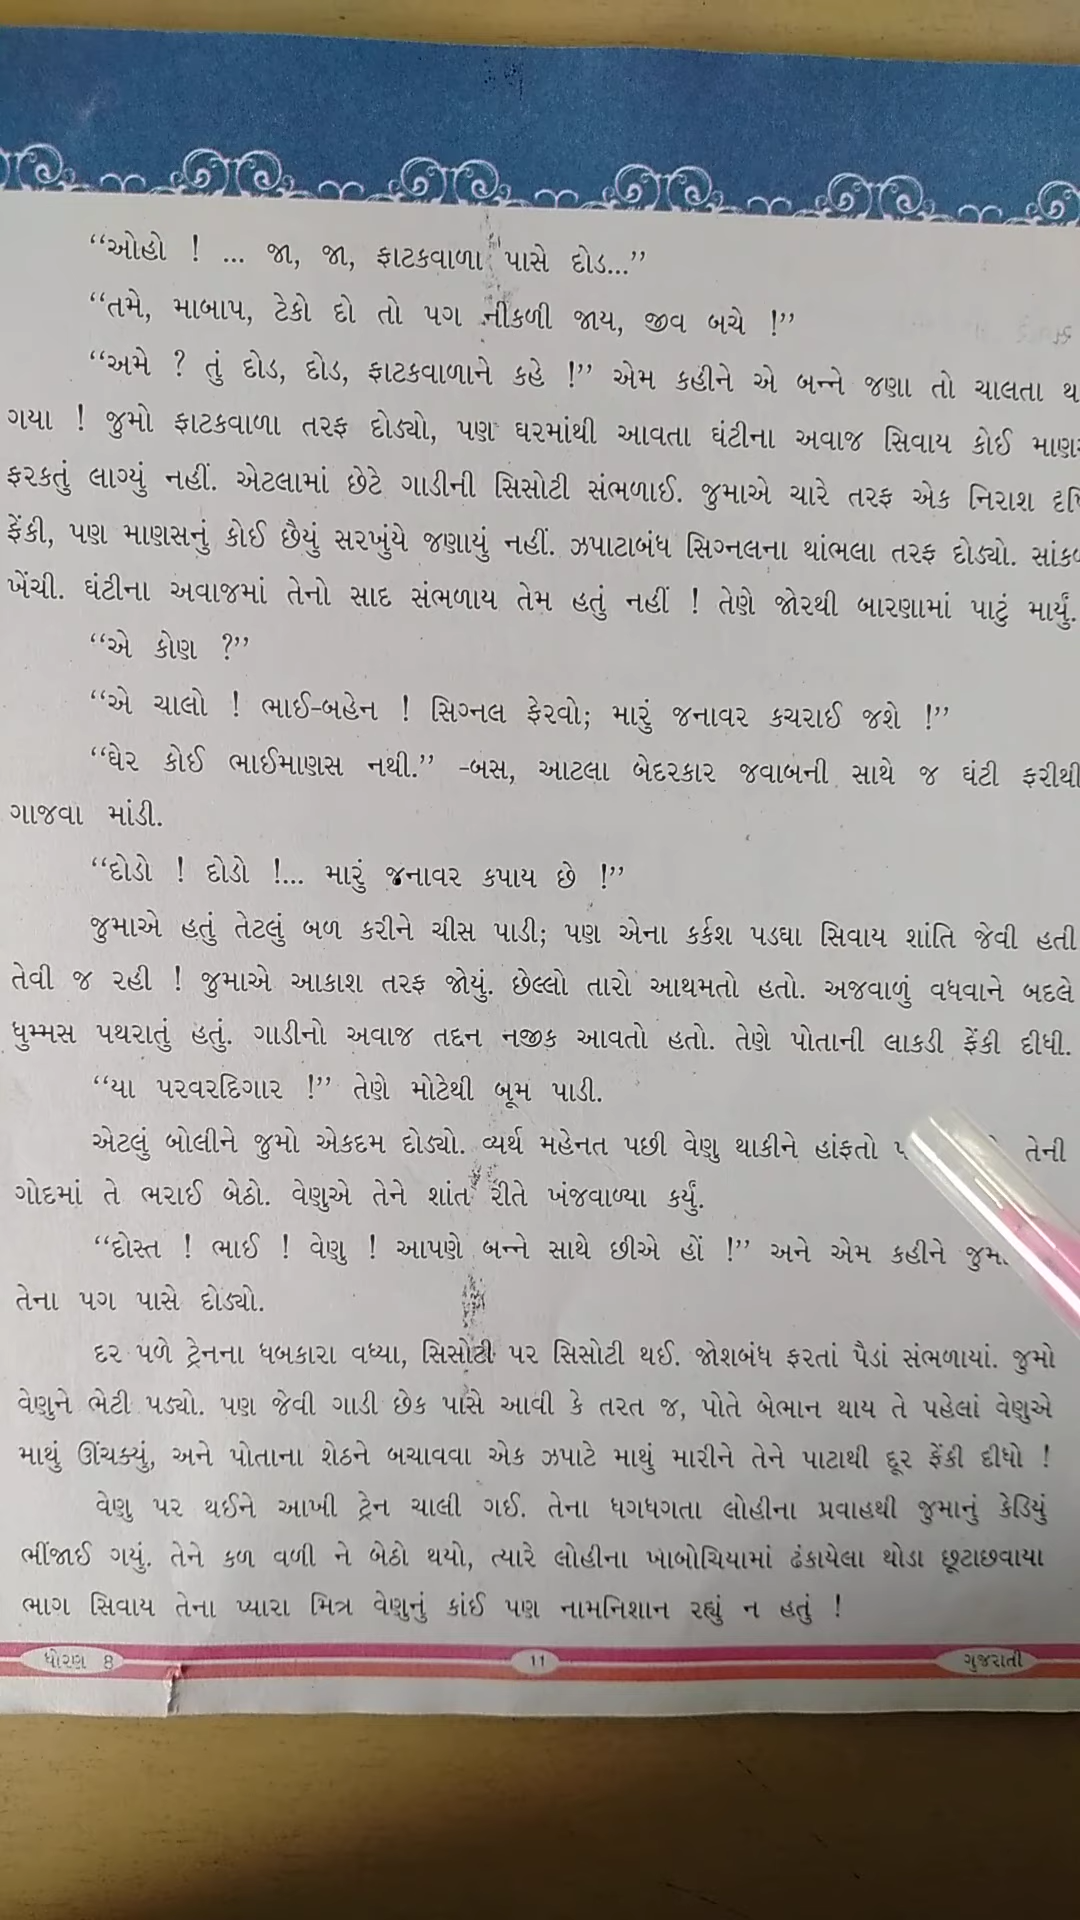 “ઓહો ! ... જા, જા, ફાટકવાળા પાસે દોડ...”
“તમે, માબાપ, ટેકો દો તો પગ નીકળી જાય, જીવ બચે !”
“અમે ? તું દોડ, દોડ, ફાટકવાળાને કહે !” એમ કહીને એ બન્ને જણા તો ચાલતા
ગયા ! જુમો ફાટકવાળા તરફ દોડ્યો, પણ ઘરમાંથી આવતા ઘંટીના અવાજ સિવાય કોઈ
ફરકતું લાગ્યું નહીં. એટલામાં છેટે ગાડીની સિસોટી સંભળાઈ. જુમાએ ચારે તરફ એક નિરાશ
ફેંકી, પણ માણસનું કોઈ છૈયું સરખુંયે જણાયું નહીં. ઝપાટાબંધ સિગ્નલના થાંભલા તરફ દોડ્યો.
ખેંચી. ઘંટીના અવાજમાં તેનો સાદ સંભળાય તેમ હતું નહીં ! તેણે જોરથી બારણામાં પાટું માર્યું.
“એ કોણ ?”
“એ ચાલો ! ભાઈ-બહેન ! સિગ્નલ ફેરવો; મારું જનાવર કચરાઈ જશે !”
“ઘેર કોઈ ભાઈમાણસ નથી.” -બસ, આટલા બેદરકાર જવાબની સાથે જ ઘંટી ફરીથી
ગાજવા માંડી.
“દોડો ! દોડો !... મારું જનાવર કપાય છે !”
જુમાએ હતું તેટલું બળ કરીને ચીસ પાડી; પણ એના કર્કશ પડઘા સિવાય શાંતિ જેવી હતી
તેવી જ રહી ! જુમાએ આકાશ તરફ જોયું. છેલ્લો તારો આથમતો હતો. અજવાળું વધવાને બદલે
ધુમ્મસ પથરાતું હતું. ગાડીનો અવાજ તદ્દન નજીક આવતો હતો. તેણે પોતાની લાકડી ફેંકી દીધી.
“યા પરવરદિગાર !” તેણે મોટેથી બૂમ પાડી.
એટલું બોલીને જુમો એકદમ દોડ્યો. વ્યર્થ મહેનત પછી વેણુ થાકીને હાંફતો તેની
ગોદમાં તે ભરાઈ બેઠો. વેણુએ તેને શાંત રીતે ખંજવાળ્યા કર્યું.
“દોસ્ત ! ભાઈ ! વેણુ ! આપણે બન્ને સાથે છીએ હોં !” અને એમ કહીને
તેના પગ પાસે દોડ્યો.
દર પળે ટ્રેનના ધબકારા વધ્યા, સિસોટી પર સિસોટી થઈ. જોશબંધ ફરતાં પૈડાં સંભળાયાં. જુમો
વેણુને ભેટી પડ્યો. પણ જેવી ગાડી છેક પાસે આવી કે તરત જ, પોતે બેભાન થાય તે પહેલાં વેણુએ
માથું ઊંચક્યું, અને પોતાના શેઠને બચાવવા એક ઝપાટે માથું મારીને તેને પાટાથી દૂર ફેંકી દીધો !
વેણુ પર થઈને આખી ટ્રેન ચાલી ગઈ. તેના ધગધગતા લોહીના પ્રવાહથી જુમાનું કેડિયું
ભીંજાઈ ગયું. તેને કળ વળી ને બેઠો થયો, ત્યારે લોહીના ખાબોચિયામાં ઢંકાયેલા થોડા છૂટાછવાયા
ભાગ સિવાય તેના પ્યારા મિત્ર વેણુનું કાંઈ પણ નામનિશાન રહ્યું ન હતું !
ધોરણ 8
11
ગુજરાતી